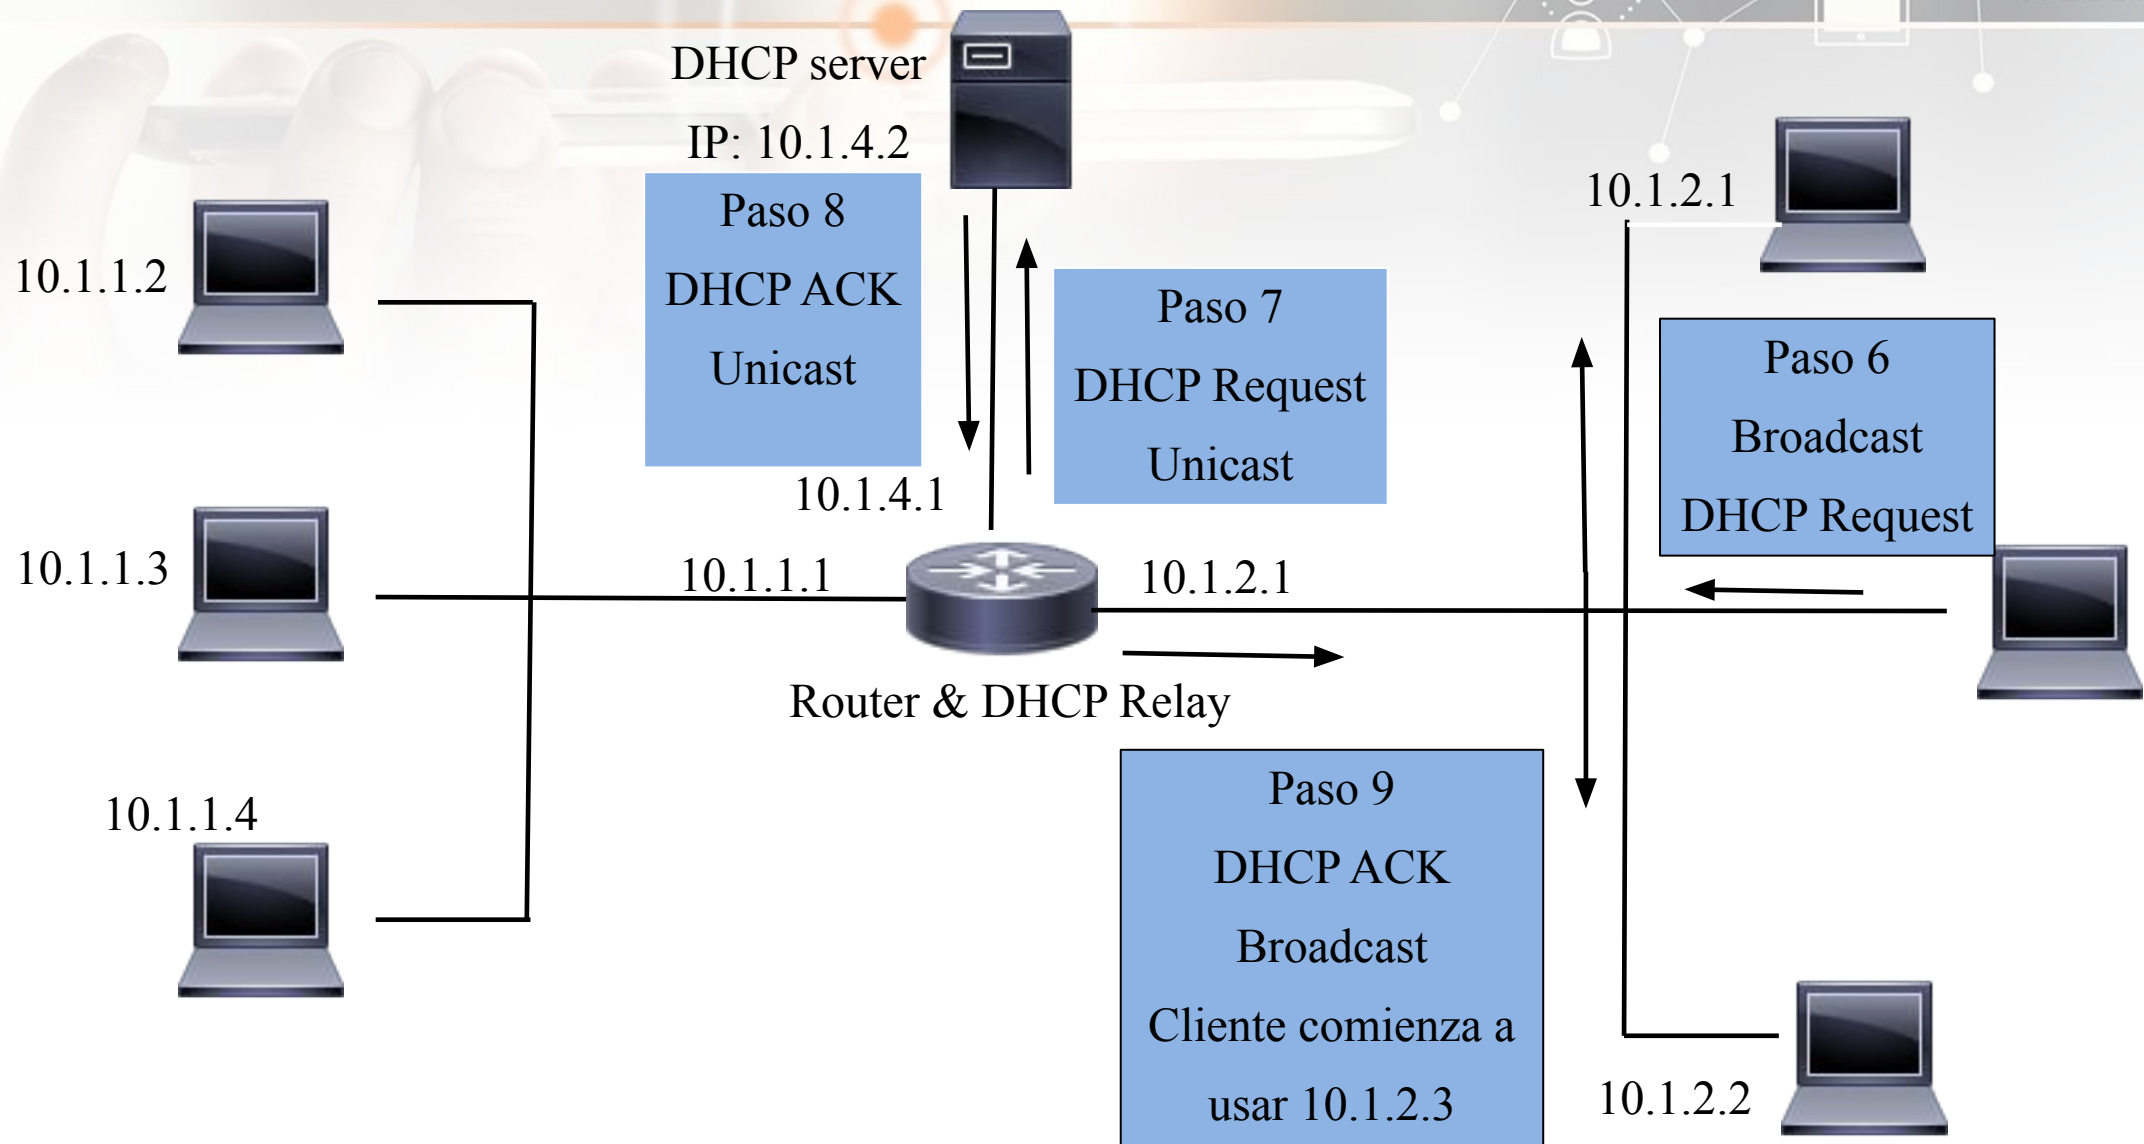 DHCP server
IP: 10.1.4.2
Paso 8
DHCP ACK
Unicast
Paso 7
DHCP Request
Unicast
10.1.2.1
Paso 6
Broadcast
DHCP Request
10.1.1.2
10.1.1.3
10.1.1.4
10.1.4.1
10.1.1.1
10.1.2.1
Router & DHCP Relay
Paso 9
DHCP ACK
Broadcast
Cliente comienza a
usar 10.1.2.3
10.1.2.2